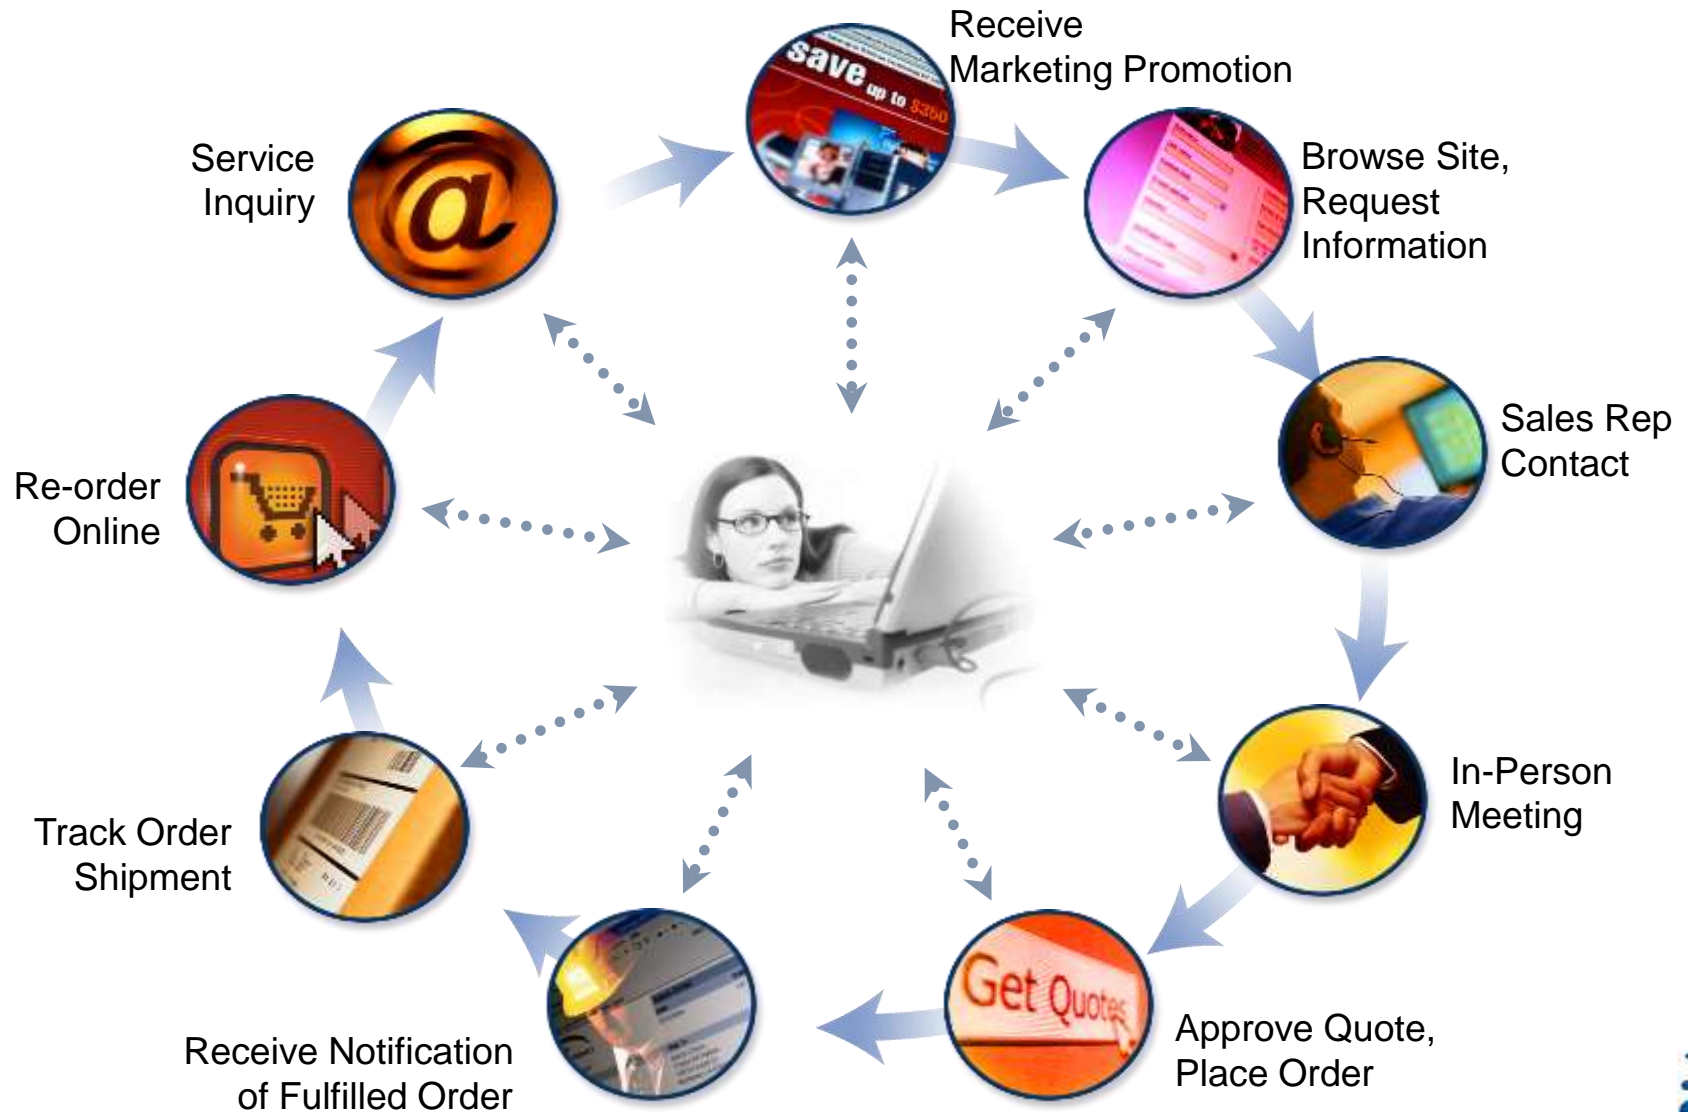 Receive
Marketing Promotion
save
up to $350
Browse Site,
Request
Information
Service
Inquiry
@
Sales Rep
Contact
Re-order
Online
In-Person
Meeting
Track Order
Shipment
Get Quotes
Approve Quote,
Place Order
Receive Notification
of Fulfilled Order